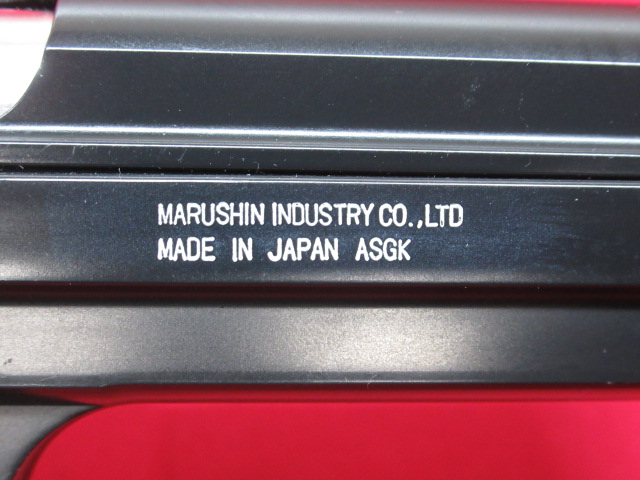 MARUSHIN INDUSTRY CO.,LTD
MADE IN JAPAN ASGK